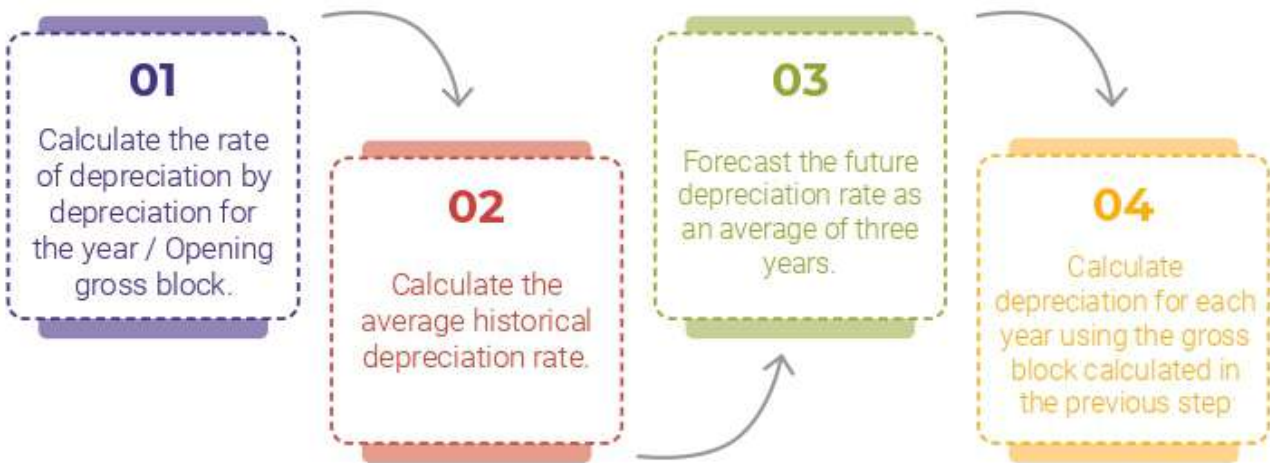 01
Calculate the rate
of depreciation by
depreciation for
the year / Opening
gross block.
02
Calculate the
average historical
depreciation rate.
03
Forecast the future
depreciation rate as
an average of three
years.
04
Calculate
depreciation for each
year using the gross
block calculated in
the previous step